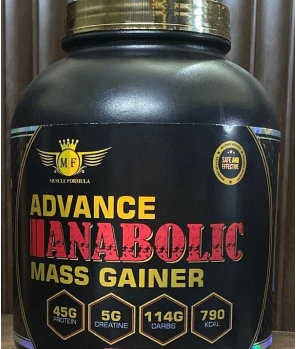 MF
MUSCLE FORMULA
SAFE AND
EFFECTIVE
ADVANCE
ANABOLIC
MASS GAINER
45G
PROTEIN
5G
CREATINE
114G
CARBS
790
KCAL